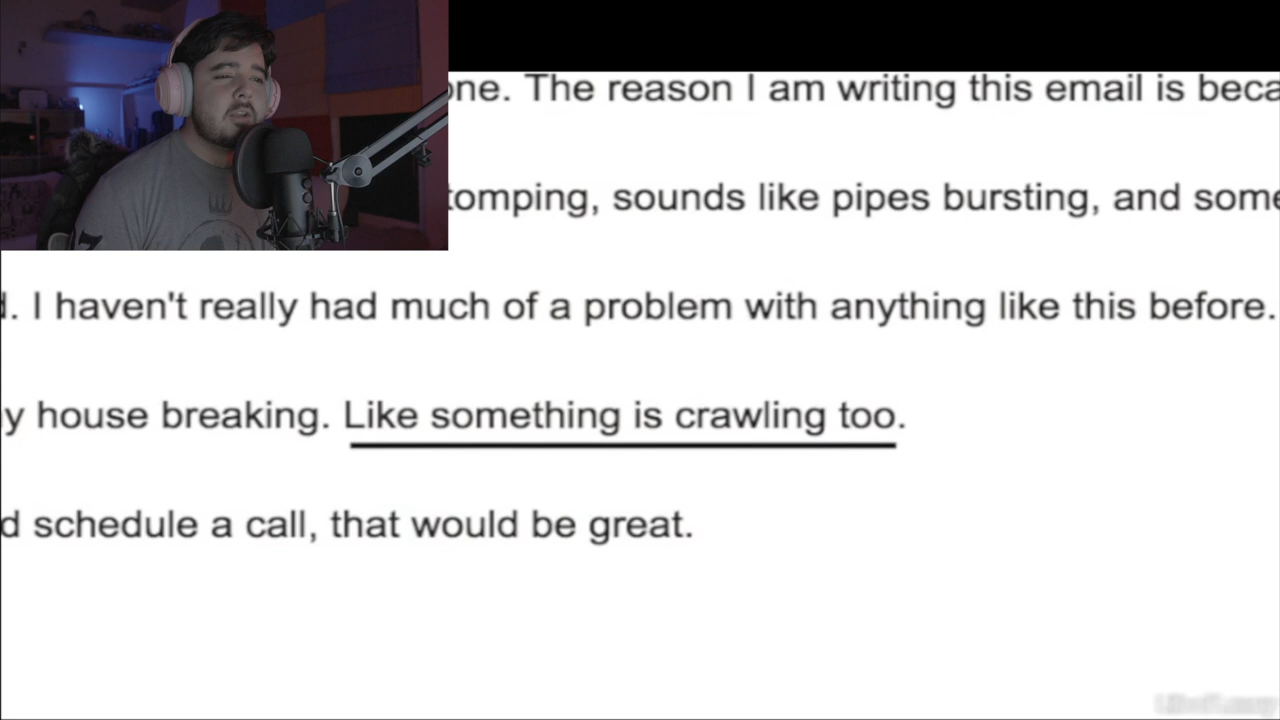 one. The reason I am writing this email is beca
tomping, sounds like pipes bursting, and some
d. I haven't really had much of a problem with anything like this before.
y house breaking. Like something is crawling too.
d schedule a call, that would be great.